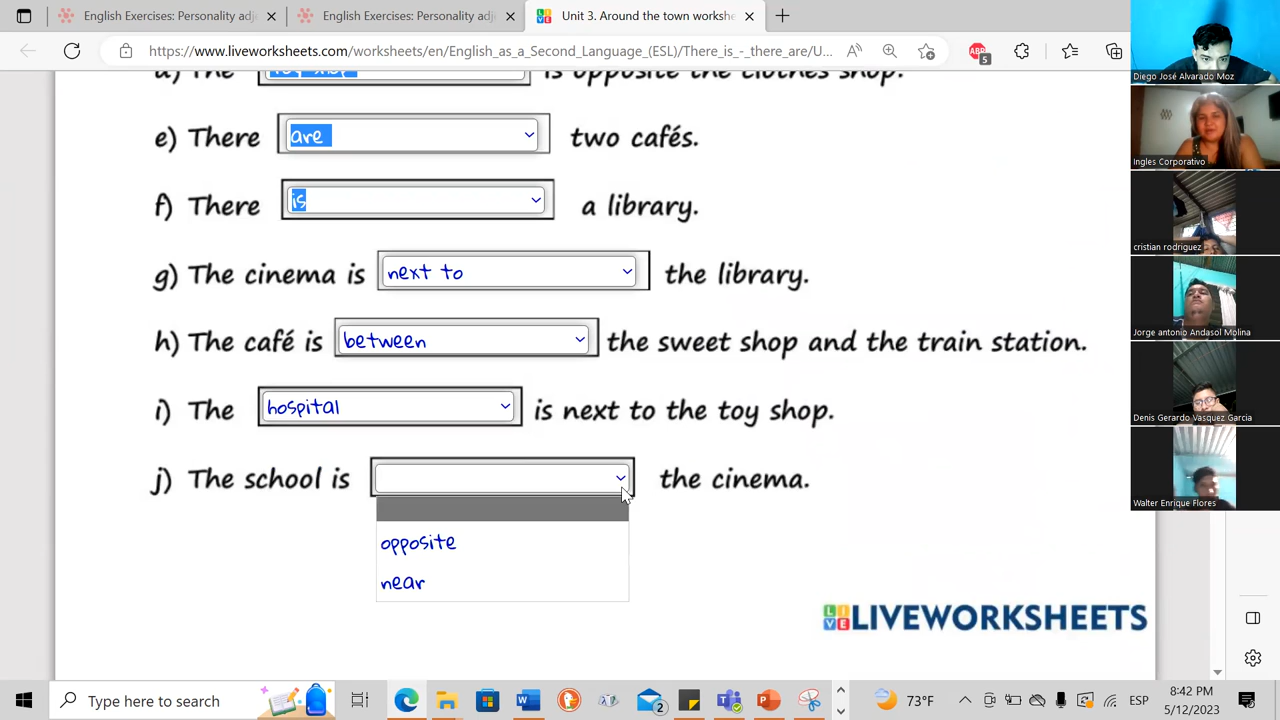 English Exercises: Personality adj
English Exercises: Personality adj
Unit 3. Around the town workshe
https://www.liveworksheets.com/worksheets/en/English_as_a_Second_Language_(ESL)/There_is_-_there_are/U...
ABP
5
is opposite the clothes shop.
e) There are two cafés.
f) There is a library.
g) The cinema is next to the library.
h) The café is between the sweet shop and the train station.
i) The hospital is next to the toy shop.
j) The school is the cinema.
opposite
near
LIVE LIVEWORKSHEETS
Diego José Alvarado Moz
Ingles Corporativo
cristian rodriguez
Jorge antonio Andasol Molina
Denis Gerardo Vasquez Garcia
Walter Enrique Flores
Type here to search
2
73°F
ESP
8:42 PM
5/12/2023
1